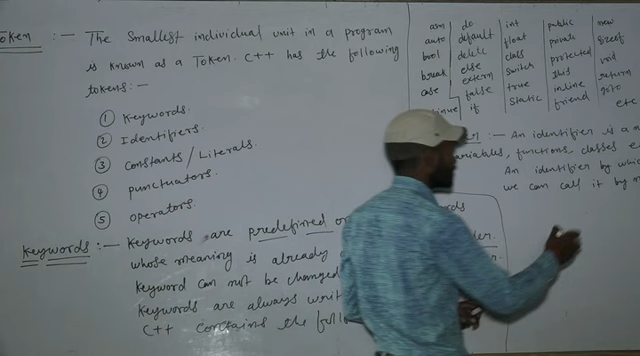 Token :— The smallest individual unit in a program
is known as a Token. C++ has the following
tokens:—
① Keywords.
② Identifiers.
③ Constants/Literals.
④ punctuators.
⑤ operators.
Keywords :— Keywords are predefined
whose meaning is already
keyword can not be changed
keywords are always
C++ contains the
asm do int public new
auto default float private sizeof
bool delete class protected void
break else switch this return
case extern true inline goto
false static friend etc
if
:— An identifier is a
variables, functions, classes
An identifier by
we can call it by